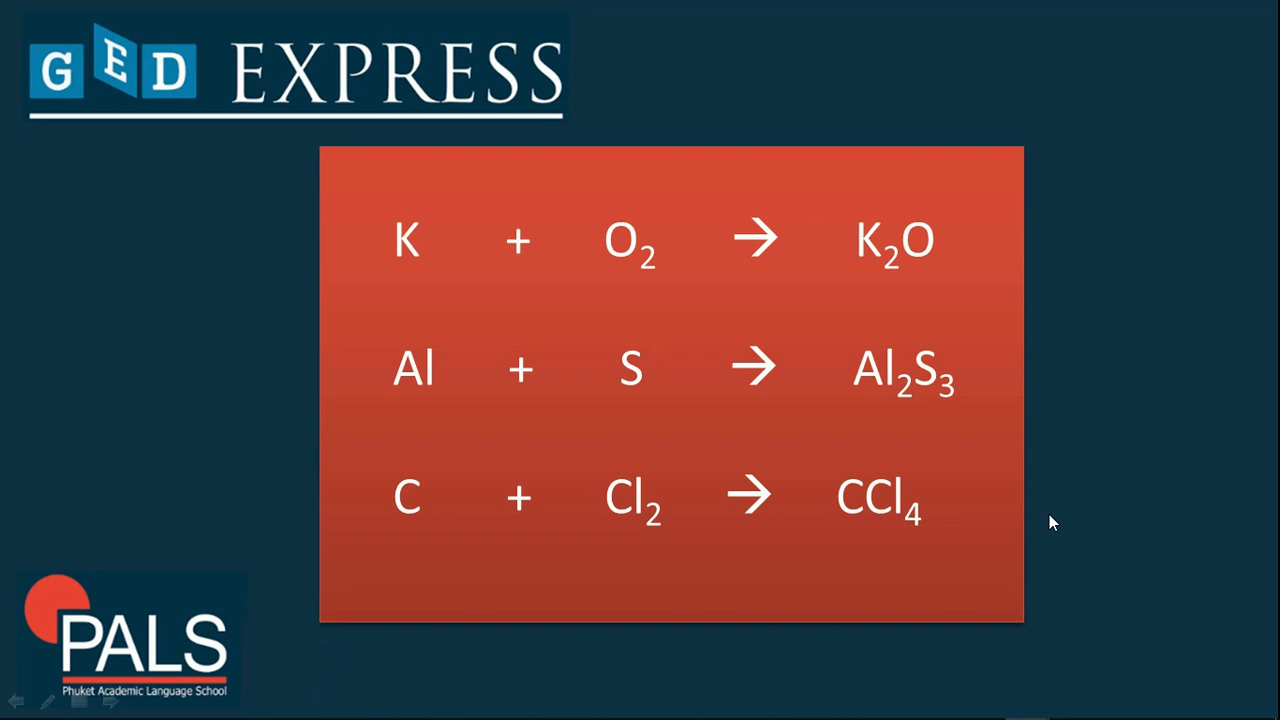 GED EXPRESS
K + O₂ → K₂O
Al + S → Al₂S₃
C + Cl₂ → CCl₄
PALS
Phuket Academic Language School